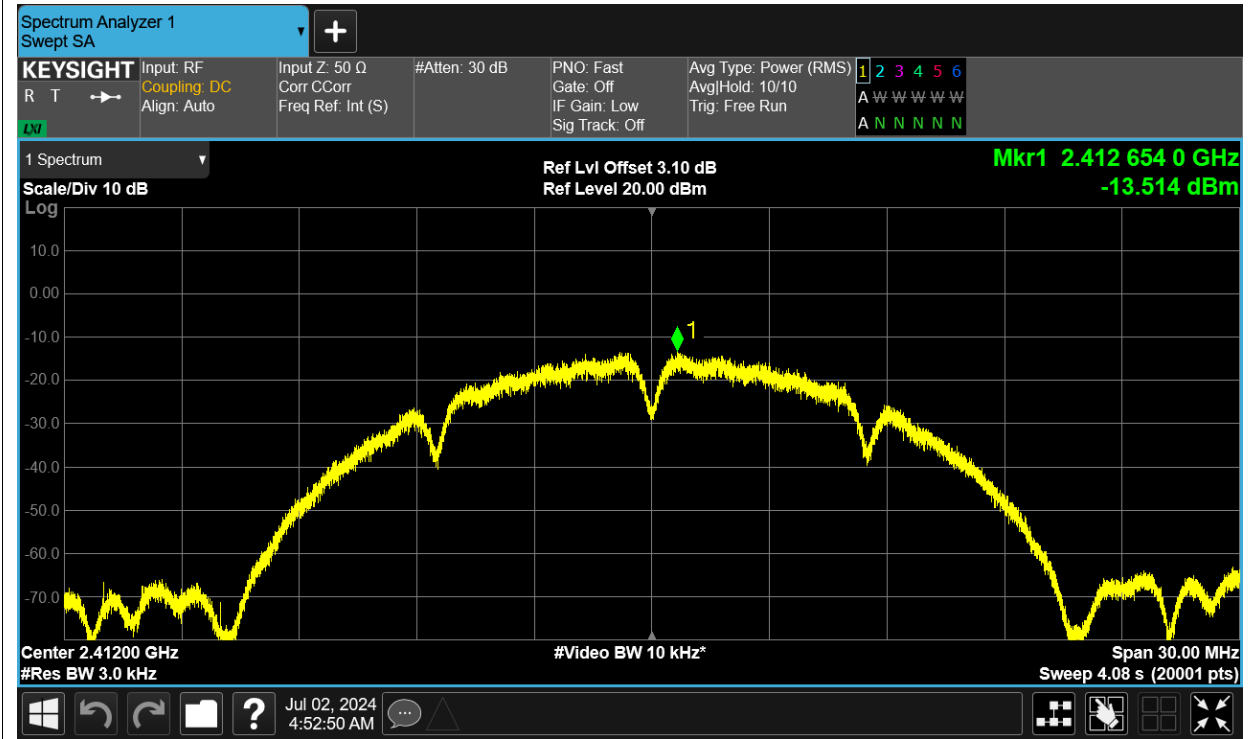 Spectrum Analyzer 1
Swept SA
+
KEYSIGHT
R T
LXI
Input: RF
Coupling: DC
Align: Auto
Input Z: 50 Ω
Corr CCorr
Freq Ref: Int (S)
#Atten: 30 dB
PNO: Fast
Gate: Off
IF Gain: Low
Sig Track: Off
Avg Type: Power (RMS)
Avg|Hold: 10/10
Trig: Free Run
1 2 3 4 5 6
A W W W W W
A N N N N N
1 Spectrum
Scale/Div 10 dB
Log
Ref Lvl Offset 3.10 dB
Ref Level 20.00 dBm
Mkr1 2.412 654 0 GHz
-13.514 dBm
10.0
0.00
-10.0
-20.0
-30.0
-40.0
-50.0
-60.0
-70.0
1
Center 2.41200 GHz
#Res BW 3.0 kHz
#Video BW 10 kHz*
Span 30.00 MHz
Sweep 4.08 s (20001 pts)
?
Jul 02, 2024
4:52:50 AM